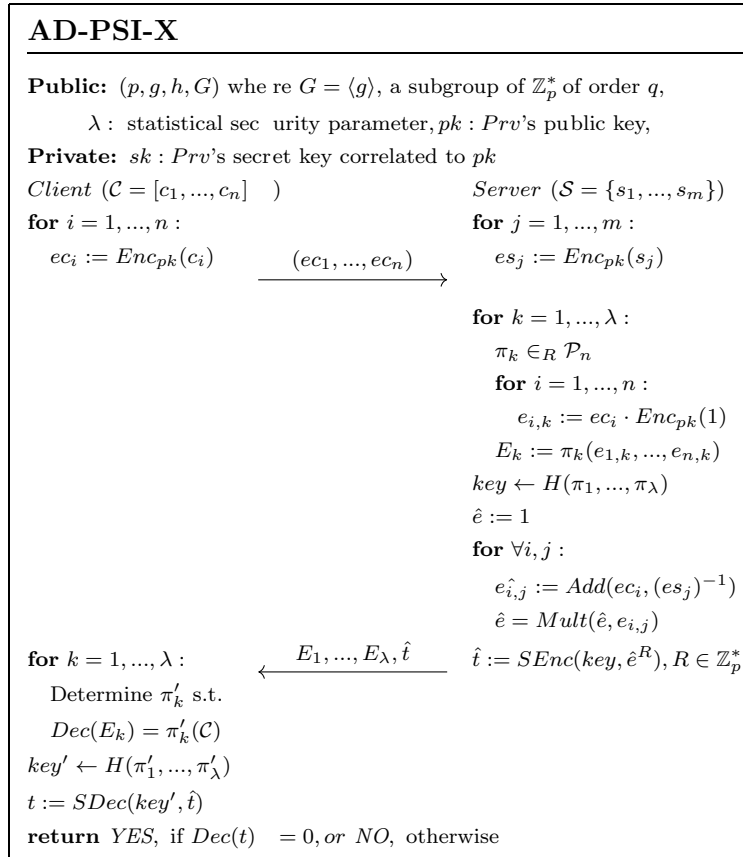 AD-PSI-X
Public: (p, g, h, G) whe re G = ⟨g⟩, a subgroup of ℤ*_p of order q,
λ : statistical sec urity parameter, pk : Prv's public key,
Private: sk : Prv's secret key correlated to pk
Client (𝒞 = [c_1, ..., c_n] ) Server (𝒮 = {s_1, ..., s_m})
for i = 1, ..., n : for j = 1, ..., m :
ec_i := Enc_pk(c_i) (ec_1, ..., ec_n) es_j := Enc_pk(s_j)
for k = 1, ..., λ :
π_k ∈_R 𝒫_n
for i = 1, ..., n :
e_{i,k} := ec_i · Enc_pk(1)
E_k := π_k(e_{1,k}, ..., e_{n,k})
key ← H(π_1, ..., π_λ)
ê := 1
for ∀i, j :
ê_{i,j} := Add(ec_i, (es_j)^{-1})
ê = Mult(ê, e_{i,j})
for k = 1, ..., λ : E_1, ..., E_λ, t̂ t̂ := SEnc(key, ê^R), R ∈ ℤ*_p
Determine π'_k s.t.
Dec(E_k) = π'_k(𝒞)
key' ← H(π'_1, ..., π'_λ)
t := SDec(key', t̂)
return YES, if Dec(t) = 0, or NO, otherwise